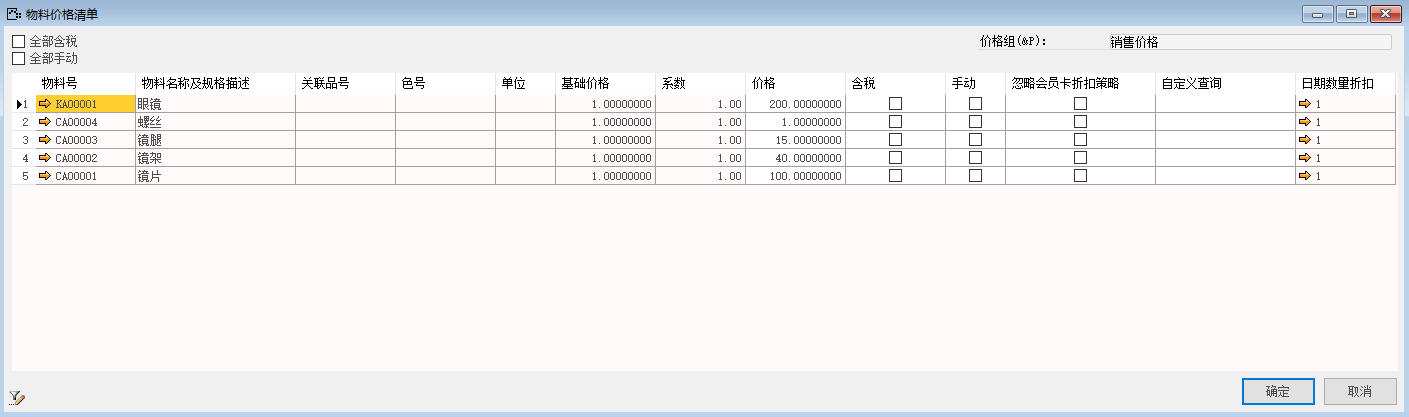 物料价格清单
全部含税
全部手动
价格组(&P): 销售价格
物料号 物料名称及规格描述 关联品号 色号 单位 基础价格 系数 价格 含税 手动 忽略会员卡折扣策略 自定义查询 日期数量折扣
1 KA00001 眼镜 1.00000000 1.00 200.00000000 1
2 CA00004 螺丝 1.00000000 1.00 1.00000000 1
3 CA00003 镜腿 1.00000000 1.00 15.00000000 1
4 CA00002 镜架 1.00000000 1.00 40.00000000 1
5 CA00001 镜片 1.00000000 1.00 100.00000000 1
确定 取消